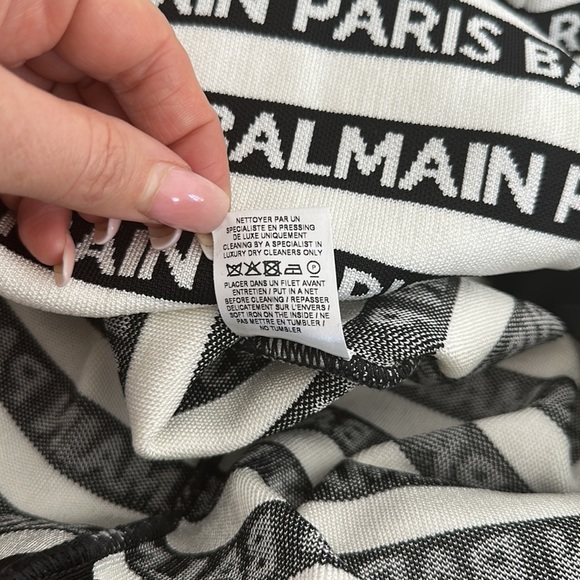 AIN PARIS BA
R
BALMAIN P
AIN
NETTOYER PAR UN
SPECIALISTE EN PRESSING
DE LUXE UNIQUEMENT
CLEANING BY A SPECIALIST IN
LUXURY DRY CLEANERS ONLY
P
PLACER DANS UN FILET AVANT
ENTRETIEN / PUT IN A NET
BEFORE CLEANING / REPASSER
DELICATEMENT SUR L'ENVERS /
SOFT IRON ON THE INSIDE / NE
PAS METTRE EN TUMBLER /
NO TUMBLER